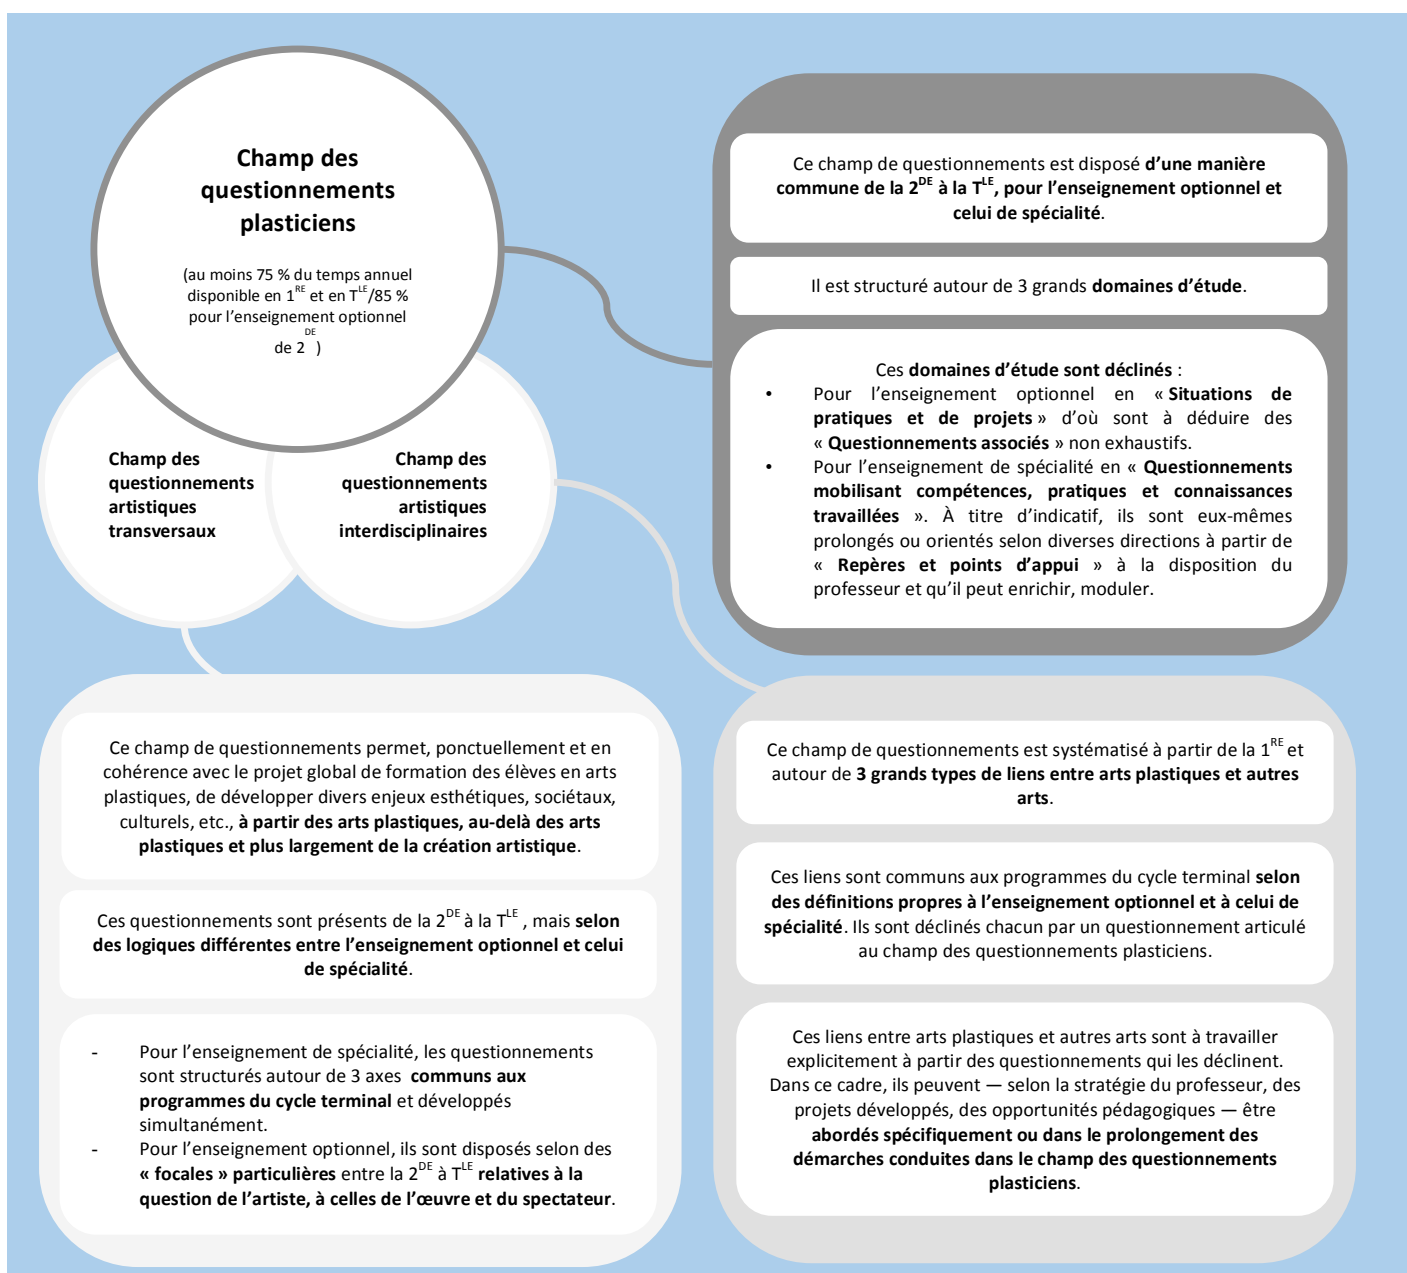 Champ des
questionnements
plasticiens
(au moins 75 % du temps annuel
disponible en 1RE et en TLE/85 %
pour l’enseignement optionnel
de 2DE)
Champ des
questionnements
artistiques
transversaux
Champ des
questionnements
artistiques
interdisciplinaires
Ce champ de questionnements est disposé d’une manière
commune de la 2DE à la TLE, pour l’enseignement optionnel et
celui de spécialité.
Il est structuré autour de 3 grands domaines d’étude.
Ces domaines d’étude sont déclinés :
• Pour l’enseignement optionnel en « Situations de
pratiques et de projets » d’où sont à déduire des
« Questionnements associés » non exhaustifs.
• Pour l’enseignement de spécialité en « Questionnements
mobilisant compétences, pratiques et connaissances
travaillées ». À titre d’indicatif, ils sont eux-mêmes
prolongés ou orientés selon diverses directions à partir de
« Repères et points d’appui » à la disposition du
professeur et qu’il peut enrichir, moduler.
Ce champ de questionnements permet, ponctuellement et en
cohérence avec le projet global de formation des élèves en arts
plastiques, de développer divers enjeux esthétiques, sociétaux,
culturels, etc., à partir des arts plastiques, au-delà des arts
plastiques et plus largement de la création artistique.
Ces questionnements sont présents de la 2DE à la TLE , mais selon
des logiques différentes entre l’enseignement optionnel et celui
de spécialité.
- Pour l’enseignement de spécialité, les questionnements
sont structurés autour de 3 axes communs aux
programmes du cycle terminal et développés
simultanément.
- Pour l’enseignement optionnel, ils sont disposés selon des
« focales » particulières entre la 2DE à TLE relatives à la
question de l’artiste, à celles de l’œuvre et du spectateur.
Ce champ de questionnements est systématisé à partir de la 1RE et
autour de 3 grands types de liens entre arts plastiques et autres
arts.
Ces liens sont communs aux programmes du cycle terminal selon
des définitions propres à l’enseignement optionnel et à celui de
spécialité. Ils sont déclinés chacun par un questionnement articulé
au champ des questionnements plasticiens.
Ces liens entre arts plastiques et autres arts sont à travailler
explicitement à partir des questionnements qui les déclinent.
Dans ce cadre, ils peuvent — selon la stratégie du professeur, des
projets développés, des opportunités pédagogiques — être
abordés spécifiquement ou dans le prolongement des
démarches conduites dans le champ des questionnements
plasticiens.